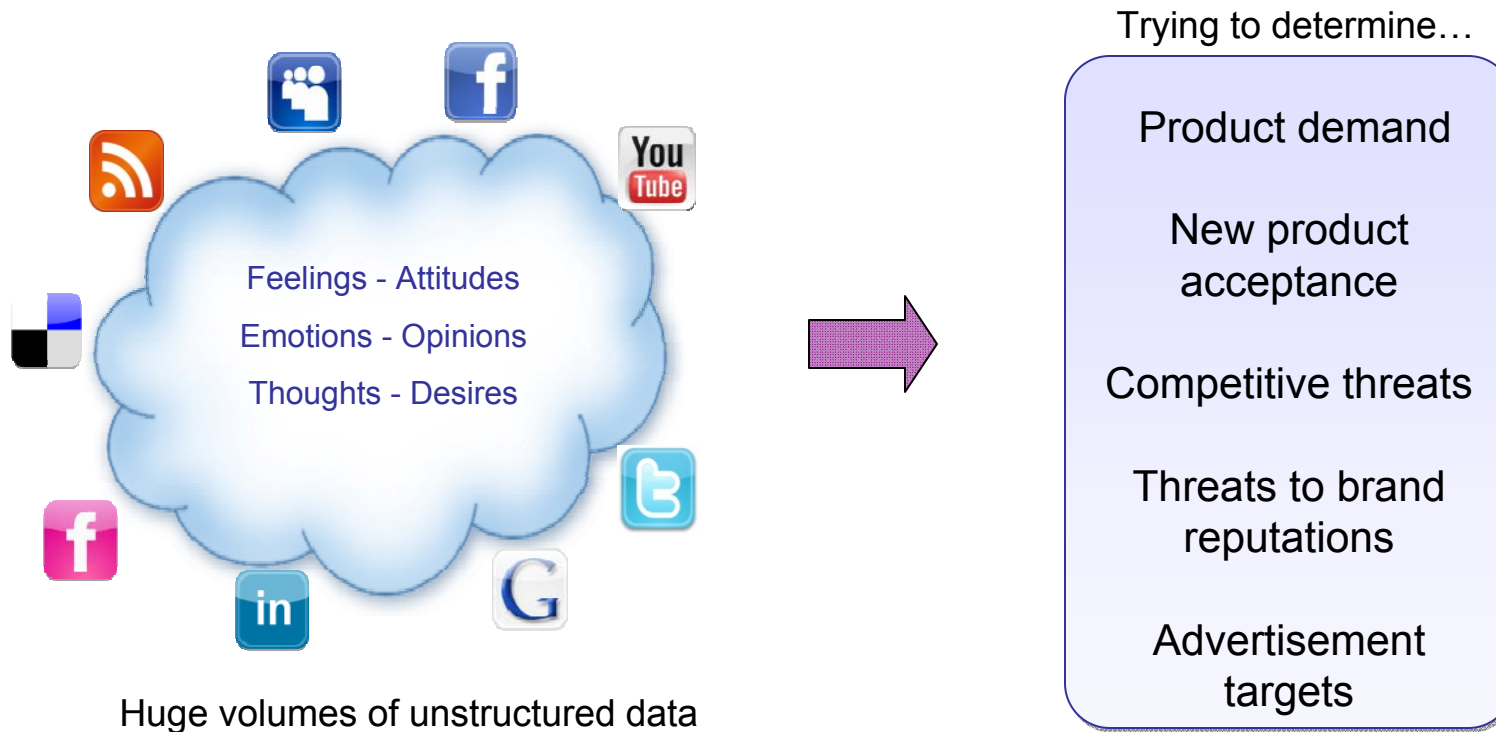 Trying to determine…
f
You
Tube
Feelings - Attitudes
Emotions - Opinions
Thoughts - Desires
t
f
in
G
Huge volumes of unstructured data
Product demand
New product
acceptance
Competitive threats
Threats to brand
reputations
Advertisement
targets